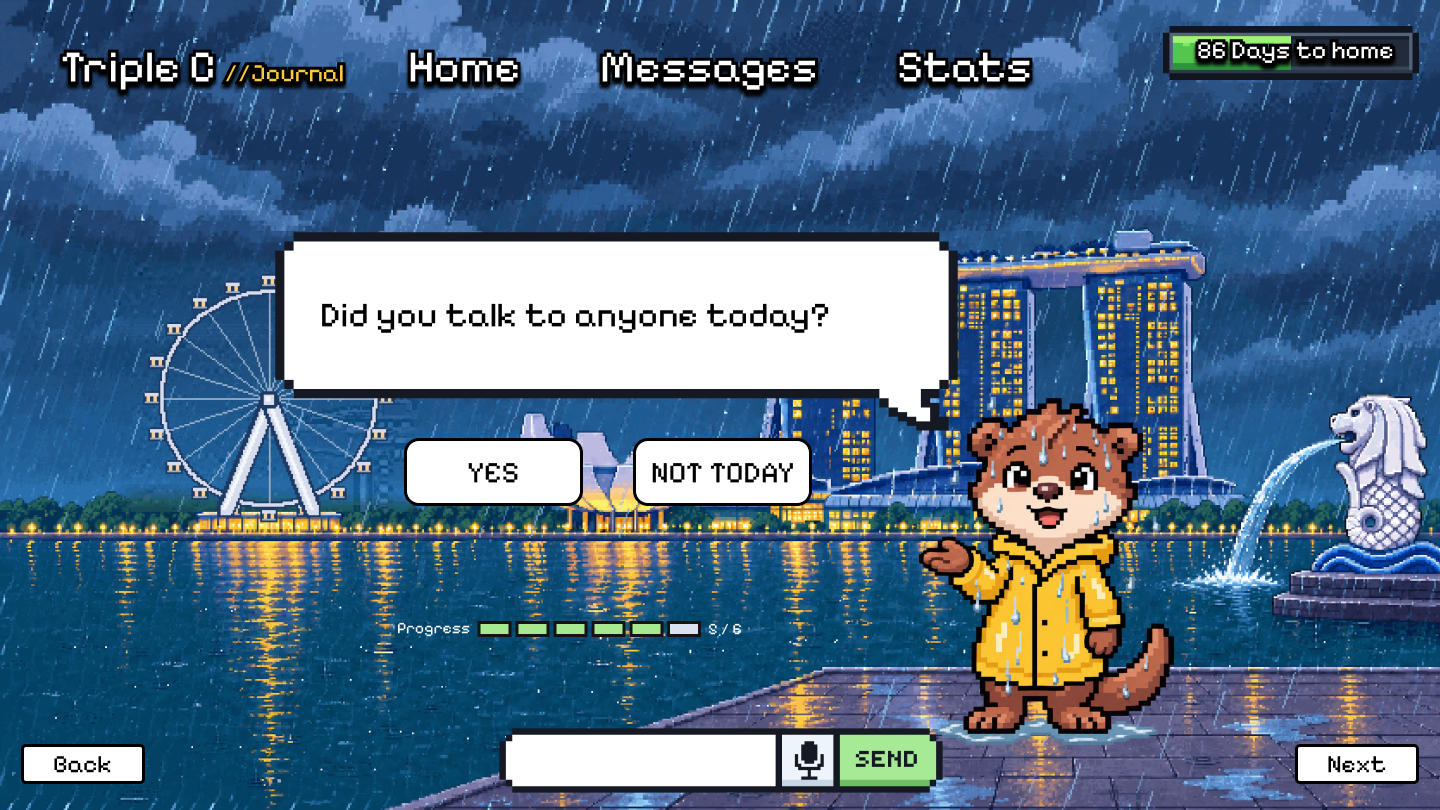 Triple C //Journal
Home
Messages
Stats
86 Days to home
Did you talk to anyone today?
YES
NOT TODAY
Progress
5/6
SEND
Back
Next